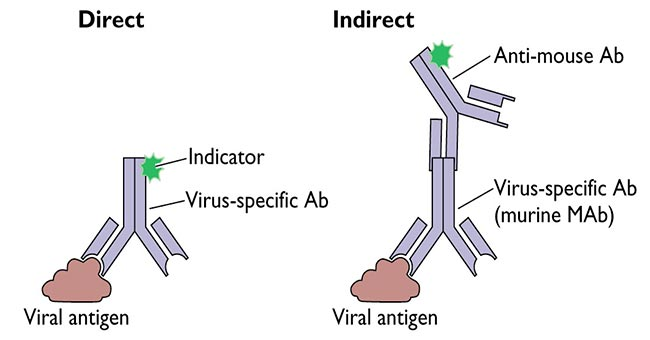 Direct
Indicator
Virus-specific Ab
Viral antigen
Indirect
Anti-mouse Ab
Virus-specific Ab
(murine MAb)
Viral antigen